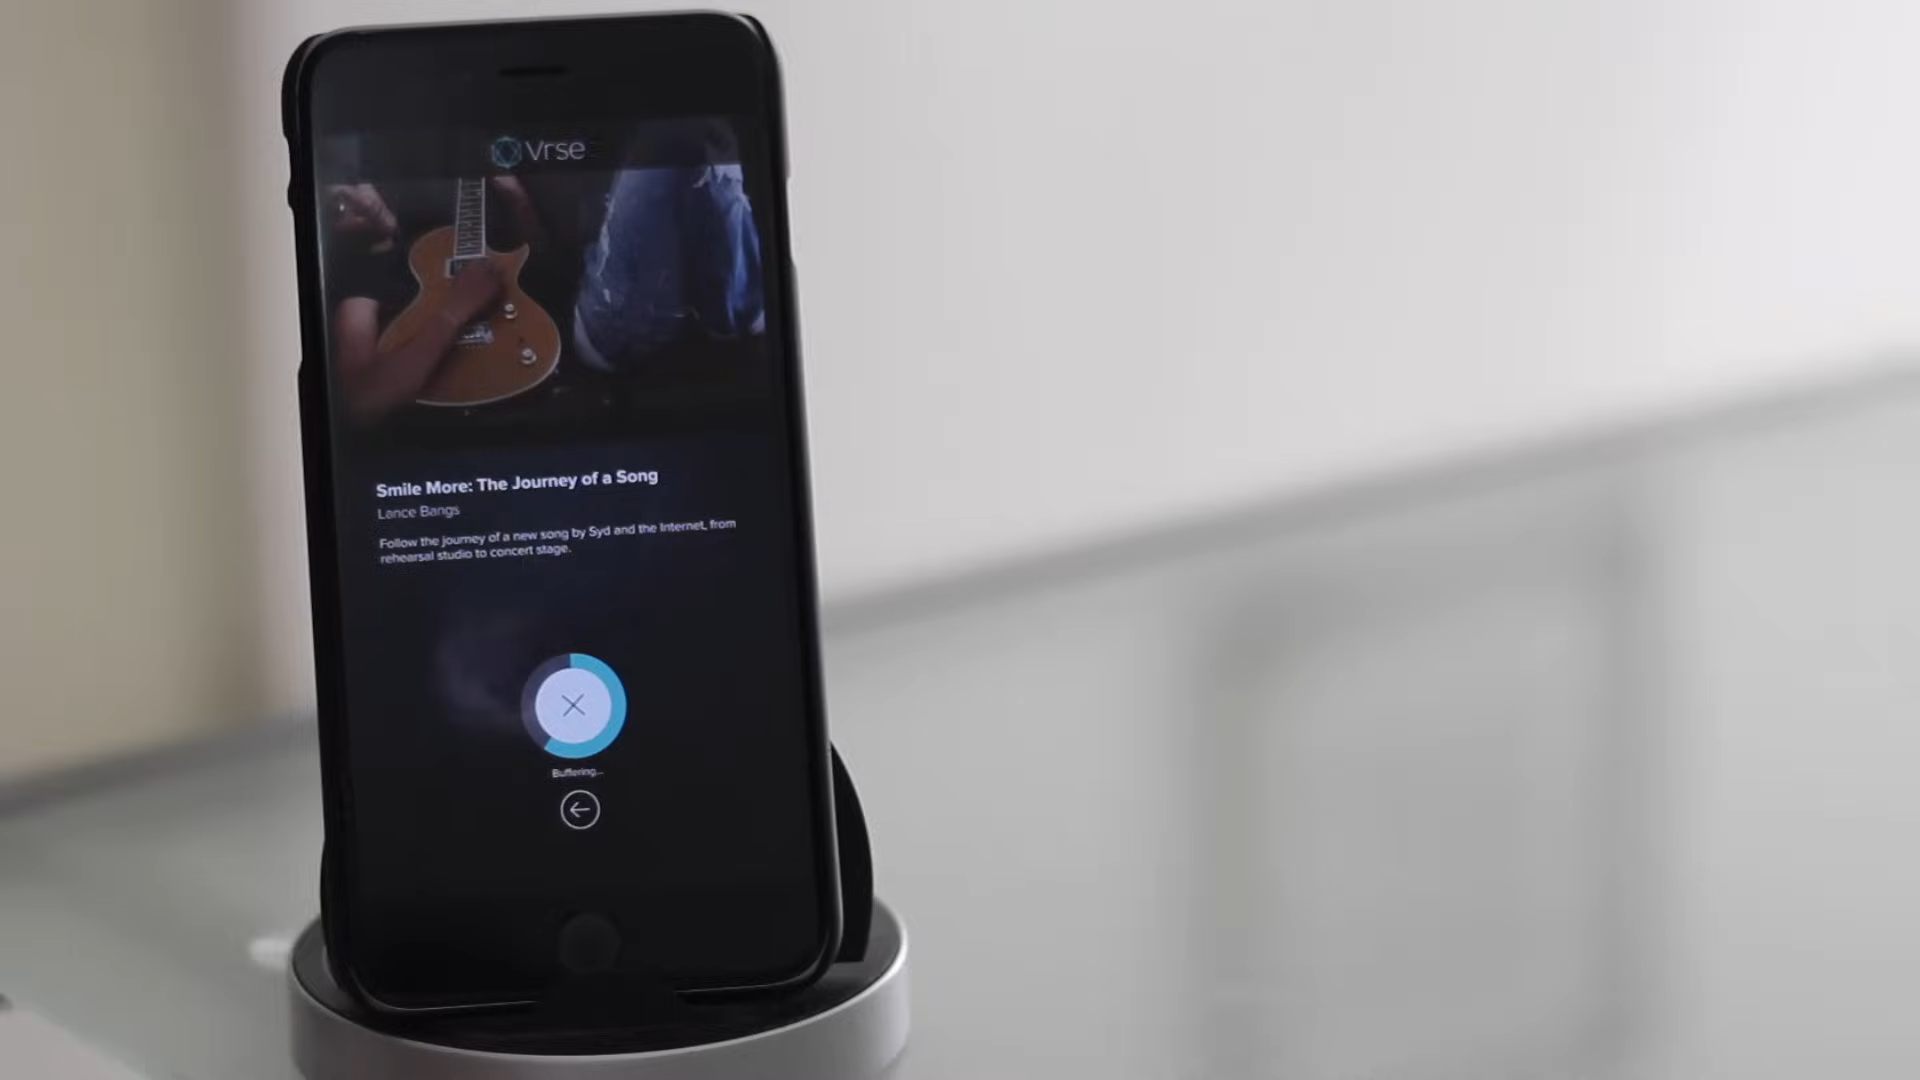 Vrse
Smile More: The Journey of a Song
Lance Bangs
Follow the journey of a new song by Syd and the Internet, from
rehearsal studio to concert stage.
Buffering...